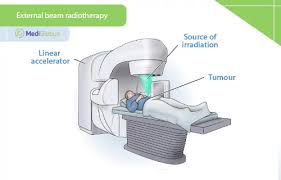 External beam radiotherapy
MediGlobus
Linear
accelerator
Source of
irradiation
Tumour